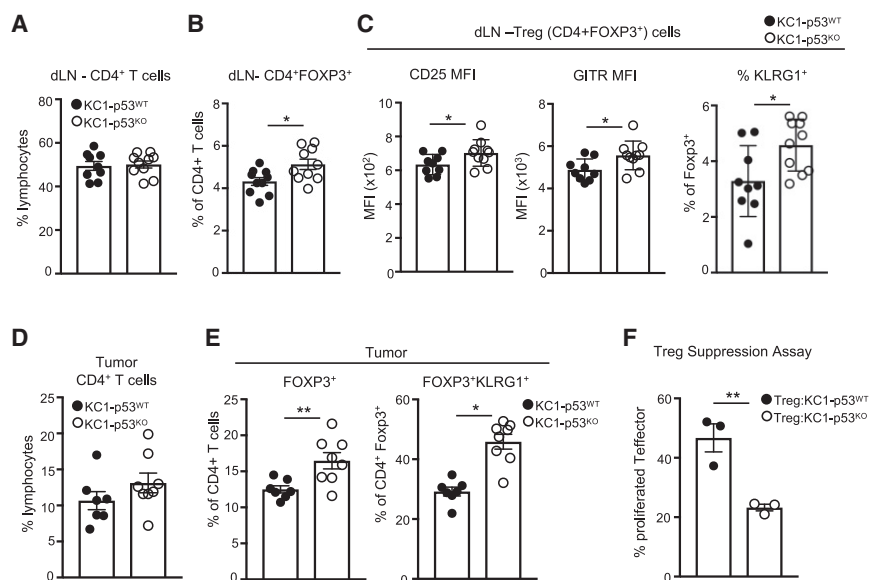 A
dLN - CD4+ T cells
KC1-p53WT
KC1-p53KO
% lymphocytes
80
60
40
20
0
B
dLN- CD4+FOXP3+
*
% of CD4+ T cells
8
6
4
2
0
C
dLN –Treg (CD4+FOXP3+) cells
KC1-p53WT
KC1-p53KO
CD25 MFI
*
MFI (x10²)
10
8
6
4
2
0
GITR MFI
*
MFI (x10³)
10
8
6
4
2
0
% KLRG1+
*
% of Foxp3+
6
4
2
0
D
Tumor
CD4+ T cells
KC1-p53WT
KC1-p53KO
% lymphocytes
25
20
15
10
5
0
E
Tumor
FOXP3+
**
% of CD4+ T cells
25
20
15
10
5
0
FOXP3+KLRG1+
KC1-p53WT
KC1-p53KO
*
% of CD4+ Foxp3+
60
40
20
0
F
Treg Suppression Assay
Treg:KC1-p53WT
Treg:KC1-p53KO
**
% proliferated Teffector
60
40
20
0